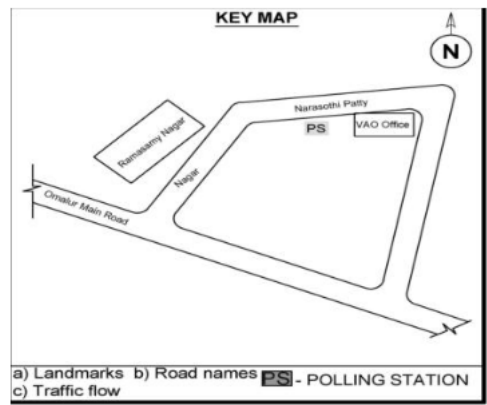 KEY MAP
N
Narasothi Patty
PS
VAO Office
Ramasamy Nagar
Nagar
Omalur Main Road
a) Landmarks b) Road names PS - POLLING STATION
c) Traffic flow